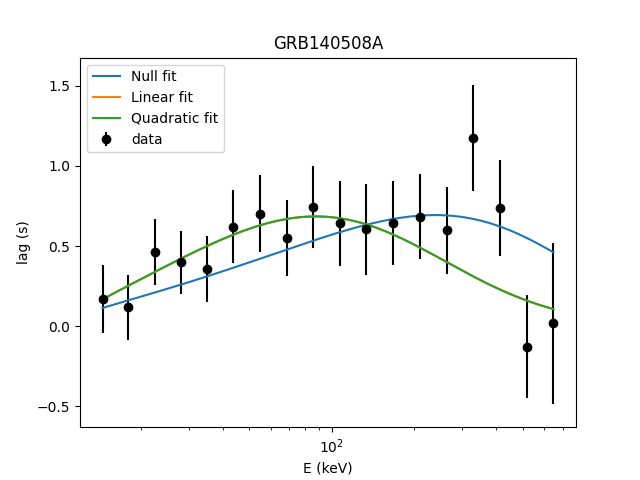 GRB140508A
Null fit
Linear fit
Quadratic fit
data
lag (s)
1.5
1.0
0.5
0.0
−0.5
10²
E (keV)